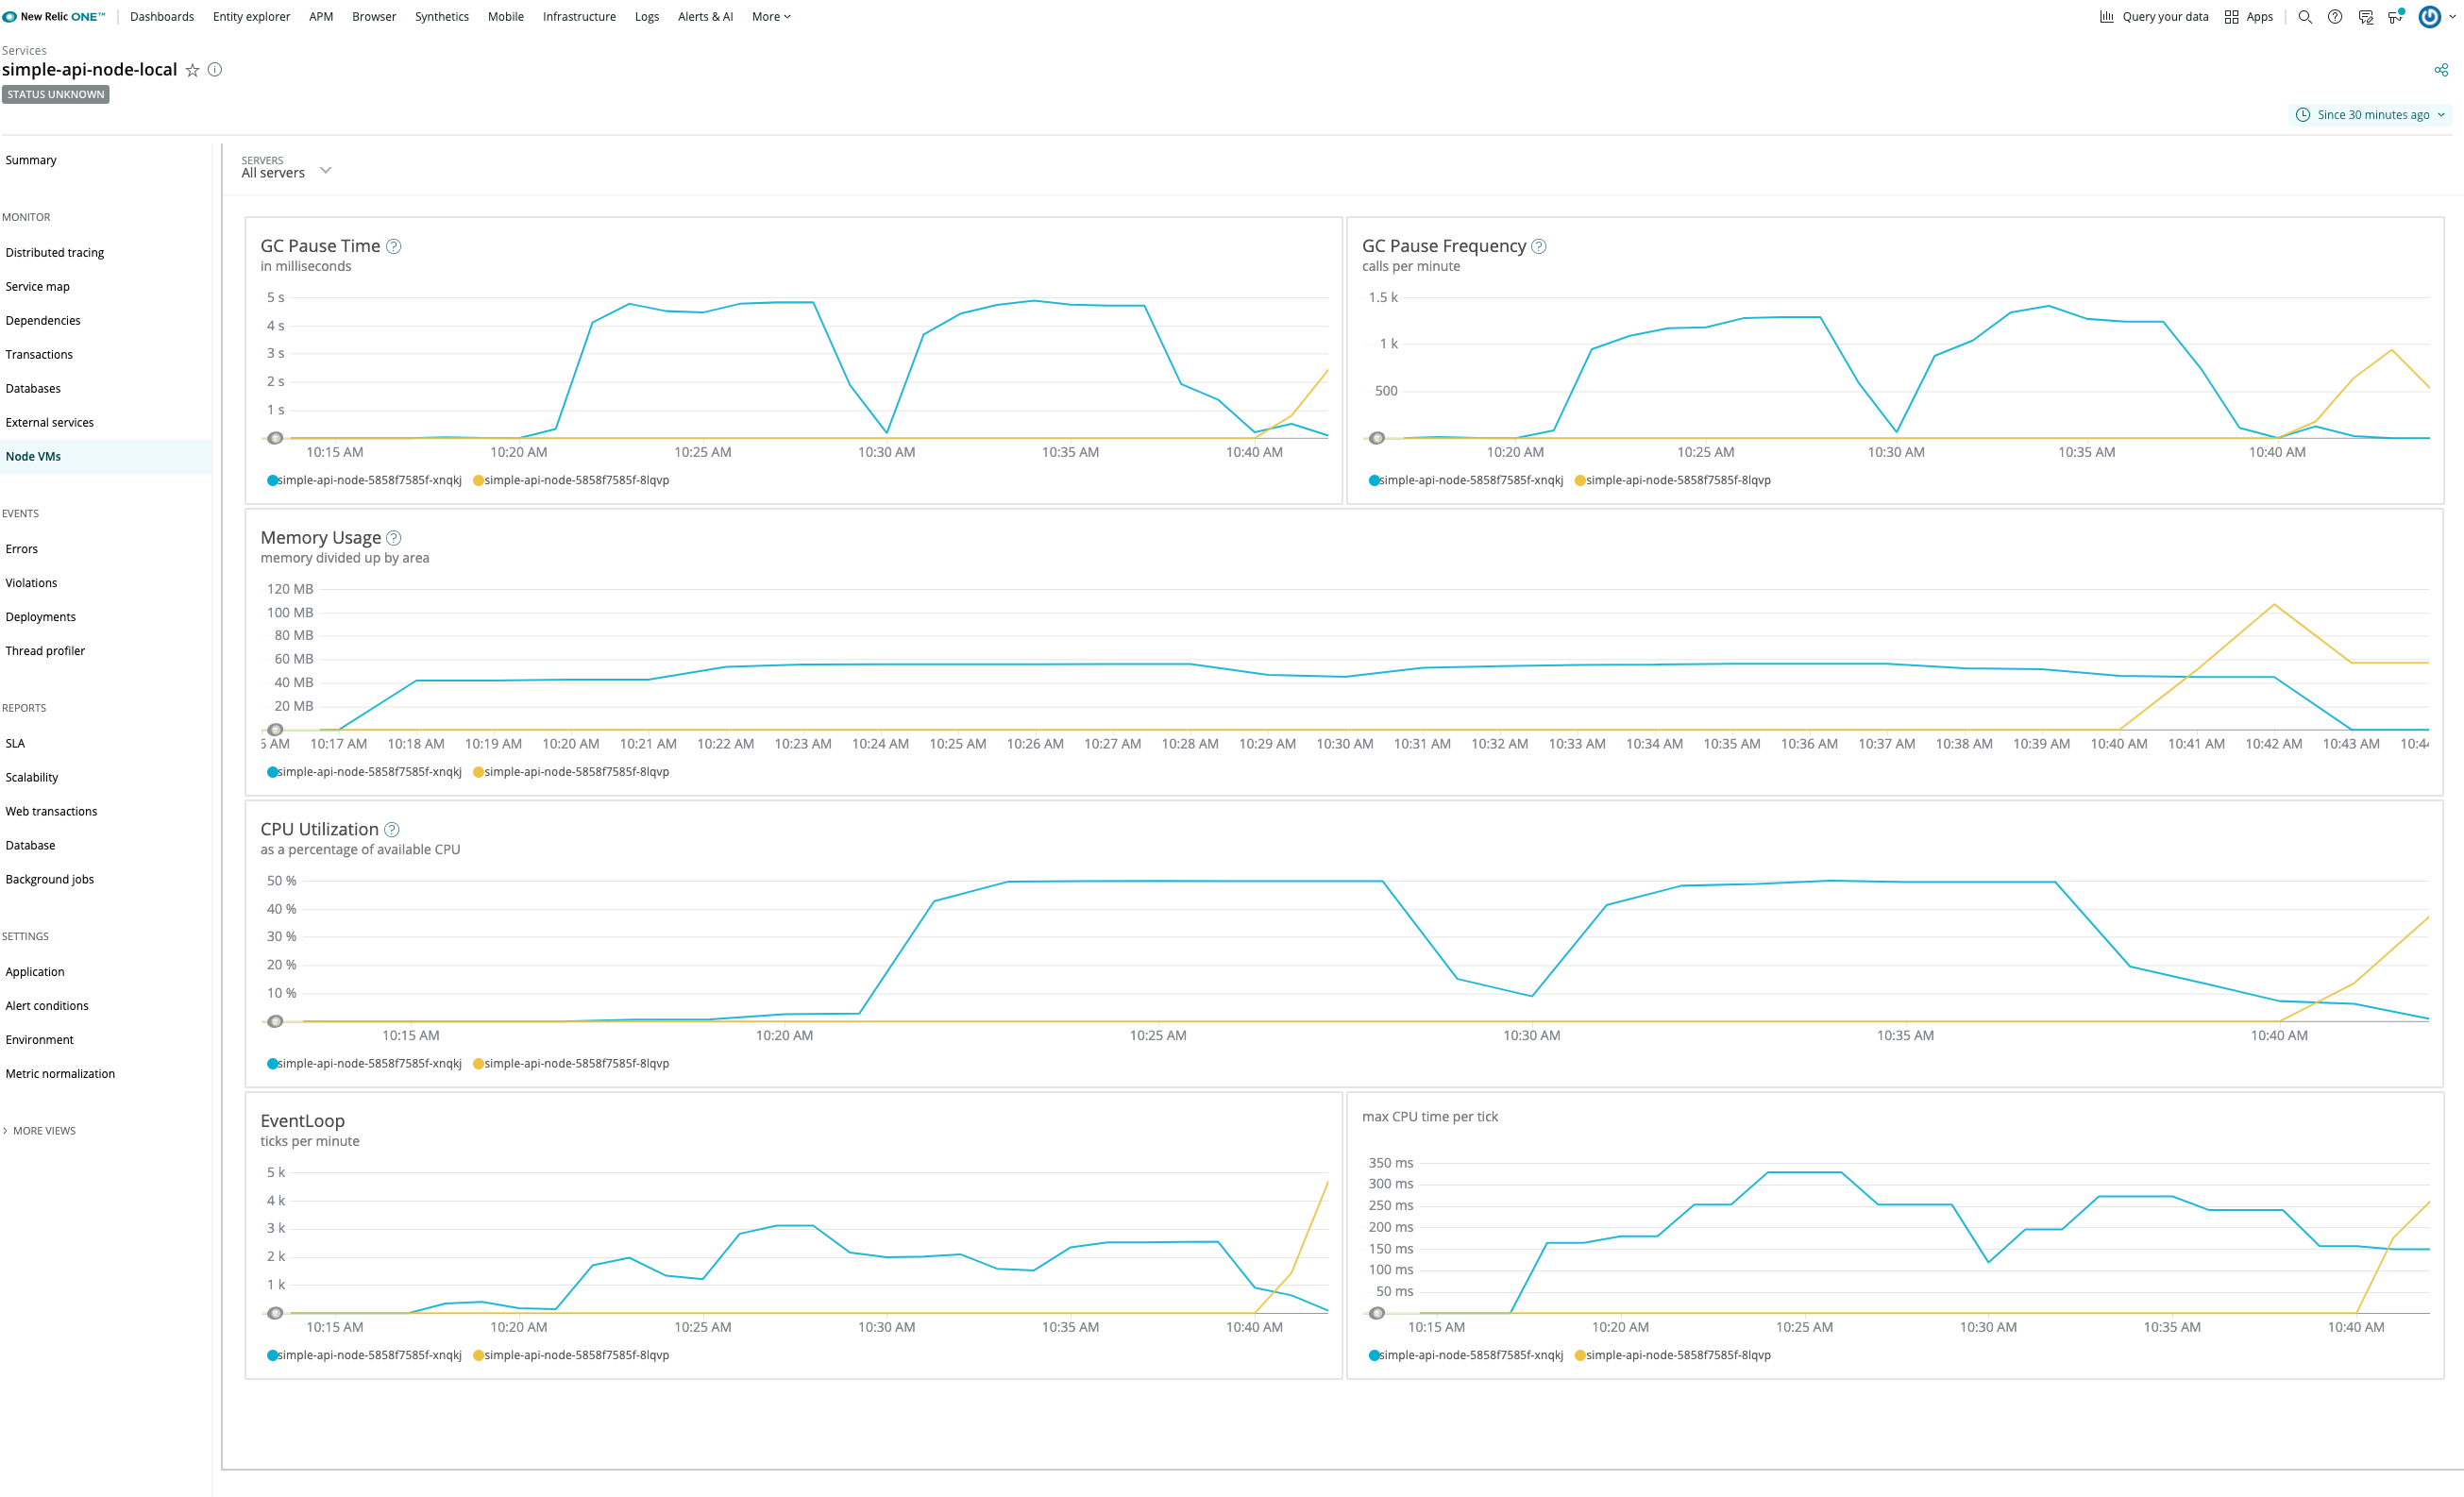 New Relic ONE™ Dashboards Entity explorer APM Browser Synthetics Mobile Infrastructure Logs Alerts & AI More Query your data Apps
Services
simple-api-node-local
STATUS UNKNOWN
Since 30 minutes ago
Summary
MONITOR
Distributed tracing
Service map
Dependencies
Transactions
Databases
External services
Node VMs
EVENTS
Errors
Violations
Deployments
Thread profiler
REPORTS
SLA
Scalability
Web transactions
Database
Background jobs
SETTINGS
Application
Alert conditions
Environment
Metric normalization
MORE VIEWS
SERVERS
All servers
GC Pause Time
in milliseconds
5 s
4 s
3 s
2 s
1 s
10:15 AM 10:20 AM 10:25 AM 10:30 AM 10:35 AM 10:40 AM
simple-api-node-5858f7585f-xnqkj simple-api-node-5858f7585f-8lqvp
GC Pause Frequency
calls per minute
1.5 k
1 k
500
10:20 AM 10:25 AM 10:30 AM 10:35 AM 10:40 AM
simple-api-node-5858f7585f-xnqkj simple-api-node-5858f7585f-8lqvp
Memory Usage
memory divided up by area
120 MB
100 MB
80 MB
60 MB
40 MB
20 MB
5 AM 10:17 AM 10:18 AM 10:19 AM 10:20 AM 10:21 AM 10:22 AM 10:23 AM 10:24 AM 10:25 AM 10:26 AM 10:27 AM 10:28 AM 10:29 AM 10:30 AM 10:31 AM 10:32 AM 10:33 AM 10:34 AM 10:35 AM 10:36 AM 10:37 AM 10:38 AM 10:39 AM 10:40 AM 10:41 AM 10:42 AM 10:43 AM 10:44
simple-api-node-5858f7585f-xnqkj simple-api-node-5858f7585f-8lqvp
CPU Utilization
as a percentage of available CPU
50 %
40 %
30 %
20 %
10 %
10:15 AM 10:20 AM 10:25 AM 10:30 AM 10:35 AM 10:40 AM
simple-api-node-5858f7585f-xnqkj simple-api-node-5858f7585f-8lqvp
EventLoop
ticks per minute
5 k
4 k
3 k
2 k
1 k
10:15 AM 10:20 AM 10:25 AM 10:30 AM 10:35 AM 10:40 AM
simple-api-node-5858f7585f-xnqkj simple-api-node-5858f7585f-8lqvp
max CPU time per tick
350 ms
300 ms
250 ms
200 ms
150 ms
100 ms
50 ms
10:15 AM 10:20 AM 10:25 AM 10:30 AM 10:35 AM 10:40 AM
simple-api-node-5858f7585f-xnqkj simple-api-node-5858f7585f-8lqvp